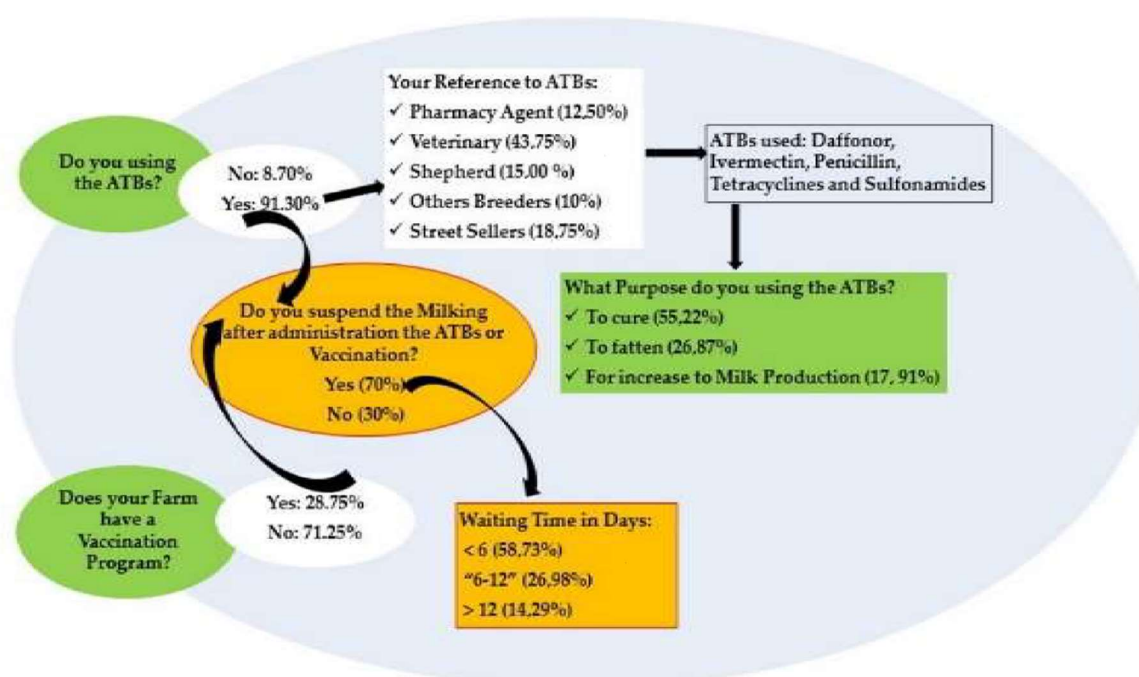 Do you using
the ATBs?
No: 8.70%
Yes: 91.30%
Your Reference to ATBs:
✓ Pharmacy Agent (12,50%)
✓ Veterinary (43,75%)
✓ Shepherd (15.00 %)
✓ Others Breeders (10%)
✓ Street Sellers (18,75%)
ATBs used: Daffonor,
Ivermectin, Penicillin,
Tetracyclines and Sulfonamides
What Purpose do you using the ATBs?
✓ To cure (55,22%)
✓ To fatten (26,87%)
✓ For increase to Milk Production (17, 91%)
Do you suspend the Milking
after administration the ATBs or
Vaccination?
Yes (70%)
No (30%)
Does your Farm
have a
Vaccination
Program?
Yes: 28.75%
No: 71.25%
Waiting Time in Days:
< 6 (58,73%)
“6-12” (26,98%)
> 12 (14,29%)